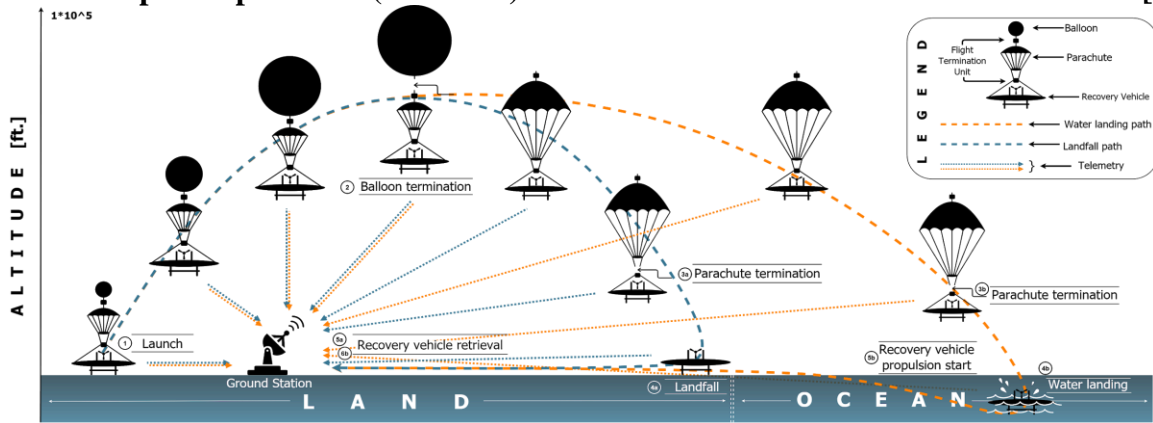 1*10^5
ALTITUDE [ft.]
LEGEND
Balloon
Flight
Termination
Unit
Parachute
Recovery Vehicle
Water landing path
Landfall path
} Telemetry
2 Balloon termination
3a Parachute termination
3b Parachute termination
1 Launch
5a
6b
Recovery vehicle retrieval
5b Recovery vehicle
propulsion start
4b Water landing
4a Landfall
Ground Station
LAND
OCEAN